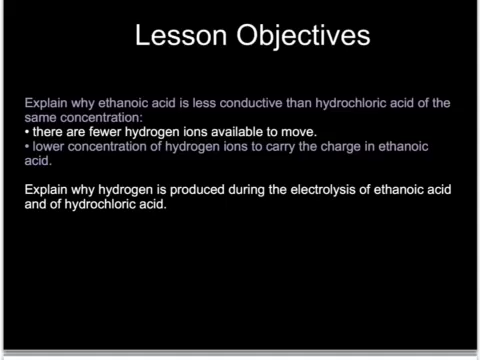 Lesson Objectives
Explain why ethanoic acid is less conductive than hydrochloric acid of the
same concentration:
• there are fewer hydrogen ions available to move.
• lower concentration of hydrogen ions to carry the charge in ethanoic
acid.
Explain why hydrogen is produced during the electrolysis of ethanoic acid
and of hydrochloric acid.